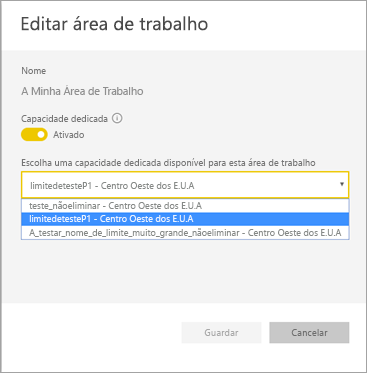 Editar área de trabalho
Nome
A Minha Área de Trabalho
Capacidade dedicada
Ativado
Escolha uma capacidade dedicada disponível para esta área de trabalho
limitedetesteP1 - Centro Oeste dos E.U.A
teste_nãoeliminar - Centro Oeste dos E.U.A
limitedetesteP1 - Centro Oeste dos E.U.A
A_testar_nome_de_limite_muito_grande_nãoeliminar - Centro Oeste dos E.U.A
Guardar
Cancelar